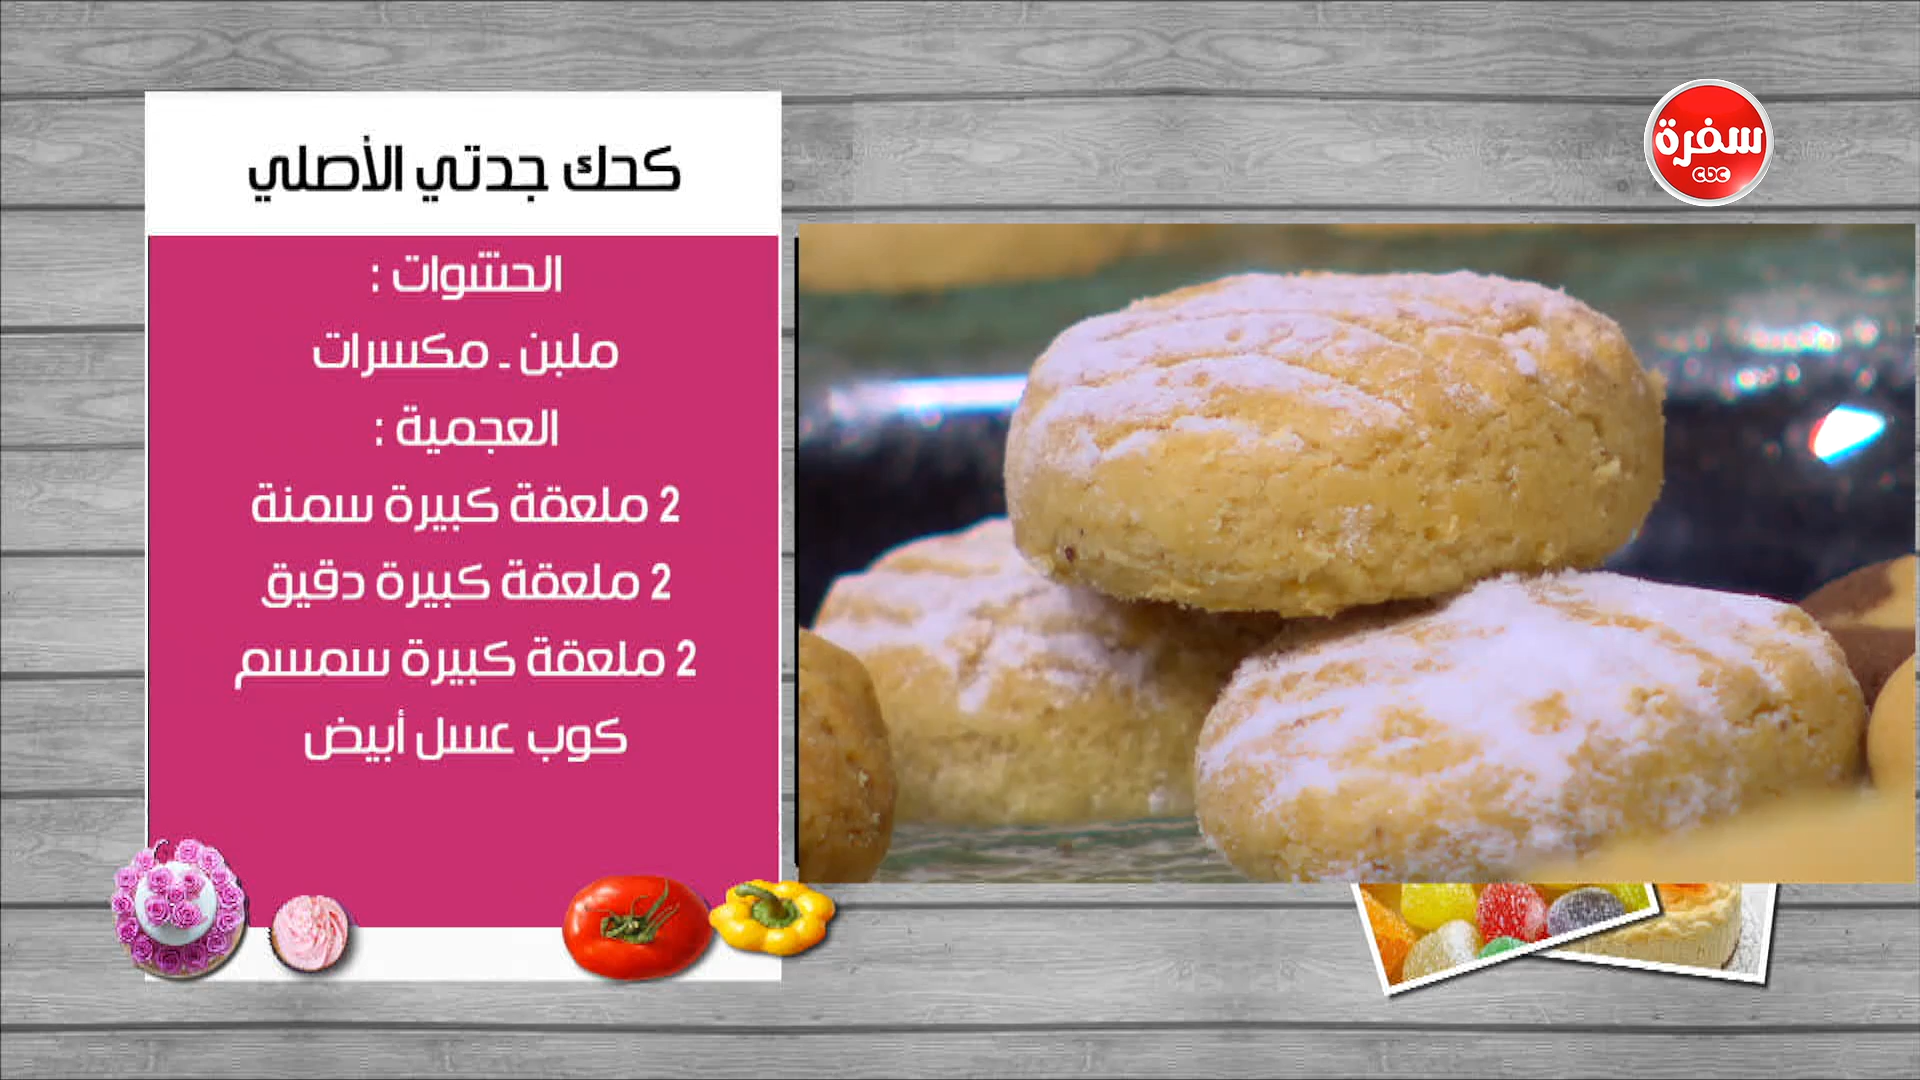 كحك جدتي الأصلي
الحشوات :
ملبن - مكسرات
العجمية :
2 ملعقة كبيرة سمنة
2 ملعقة كبيرة دقيق
2 ملعقة كبيرة سمسم
كوب عسل أبيض
سفرة
cbc